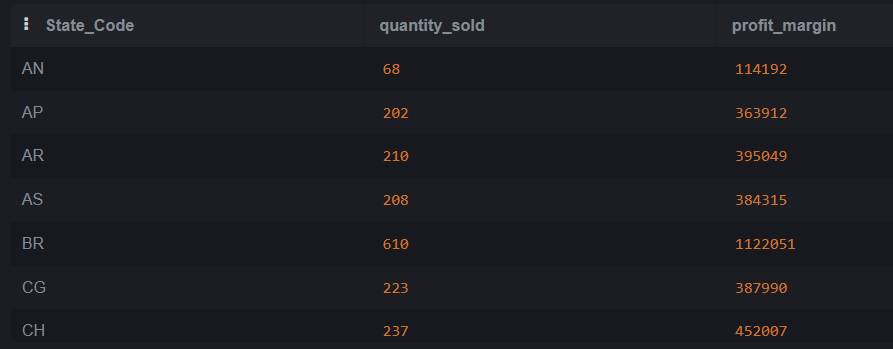 State_Code quantity_sold profit_margin
AN 68 114192
AP 202 363912
AR 210 395049
AS 208 384315
BR 610 1122051
CG 223 387990
CH 237 452007